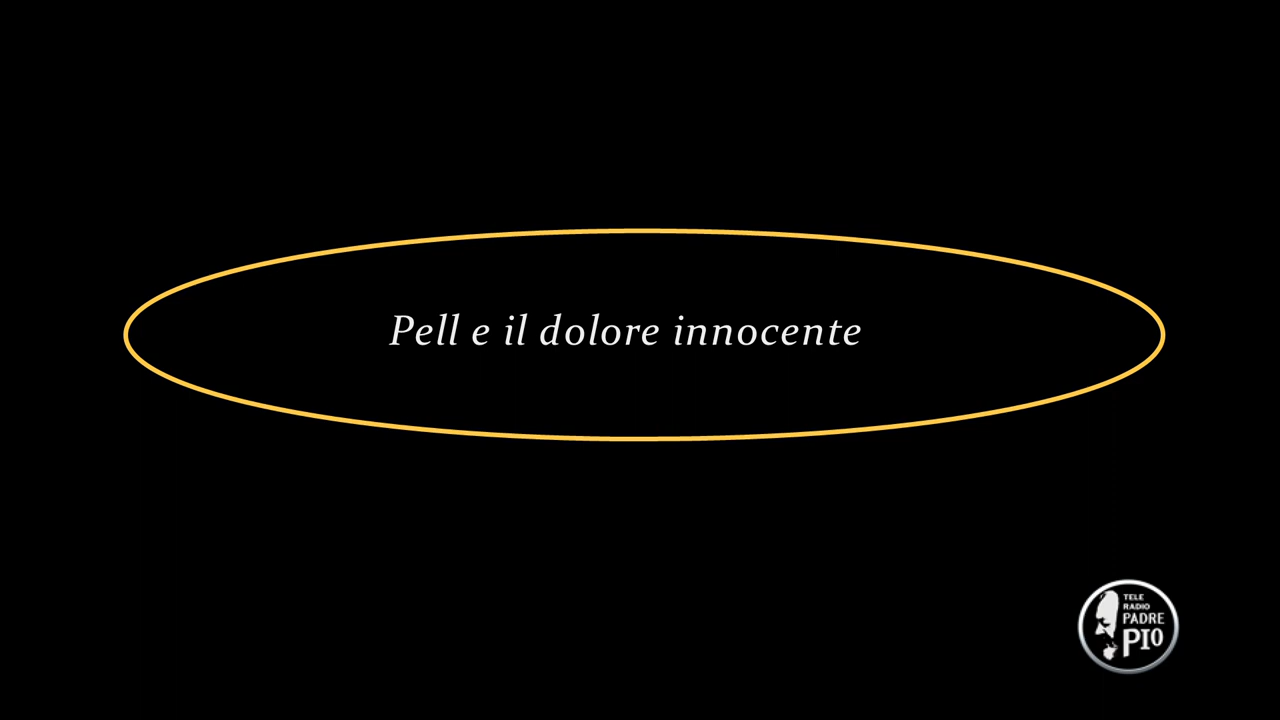 Pell e il dolore innocente
TELE
RADIO
PADRE
PIO